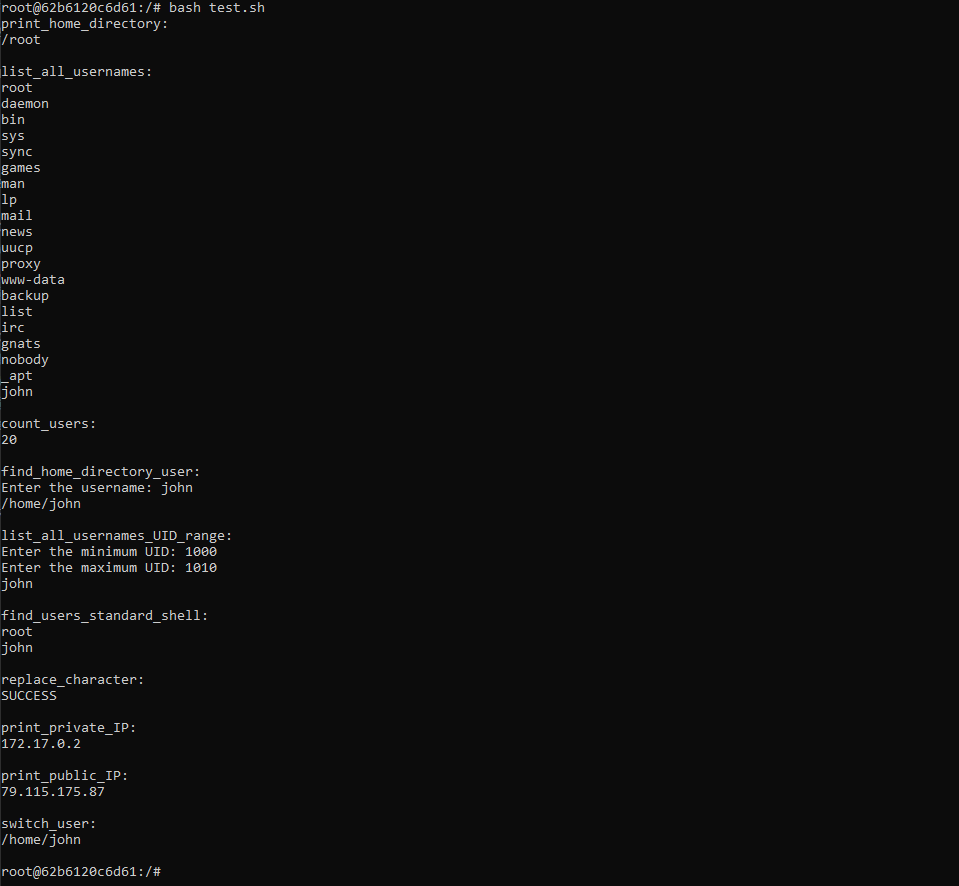 root@62b6120c6d61:/# bash test.sh
print_home_directory:
/root

list_all_usernames:
root
daemon
bin
sys
sync
games
man
lp
mail
news
uucp
proxy
www-data
backup
list
irc
gnats
nobody
_apt
john

count_users:
20

find_home_directory_user:
Enter the username: john
/home/john

list_all_usernames_UID_range:
Enter the minimum UID: 1000
Enter the maximum UID: 1010
john

find_users_standard_shell:
root
john

replace_character:
SUCCESS

print_private_IP:
172.17.0.2

print_public_IP:
79.115.175.87

switch_user:
/home/john

root@62b6120c6d61:/#